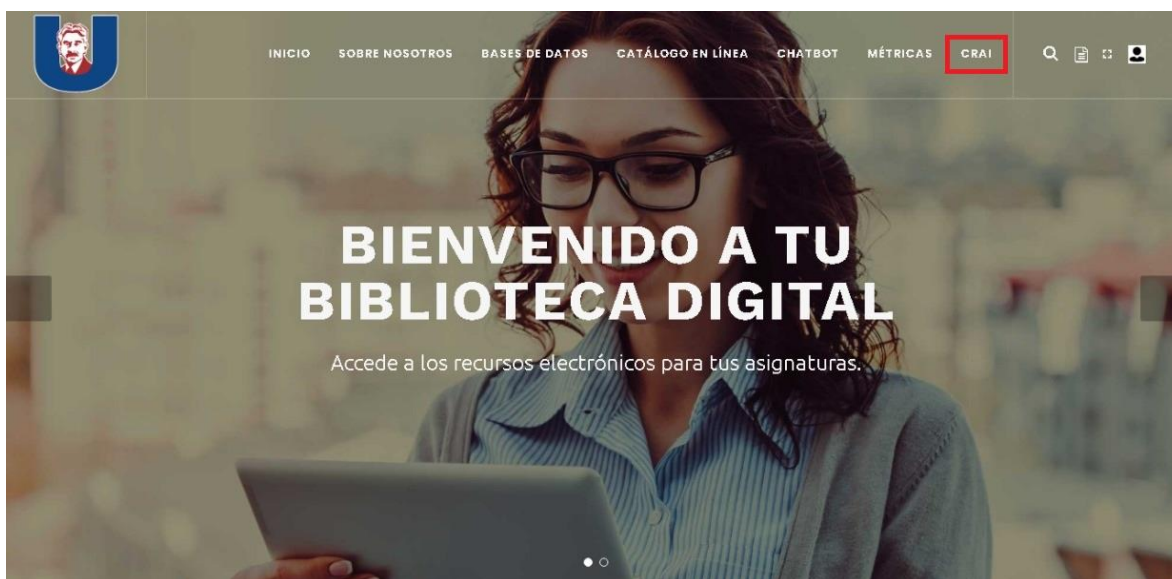 INICIO SOBRE NOSOTROS BASES DE DATOS CATÁLOGO EN LÍNEA CHATBOT MÉTRICAS CRAI
BIENVENIDO A TU
BIBLIOTECA DIGITAL
Accede a los recursos electrónicos para tus asignaturas.